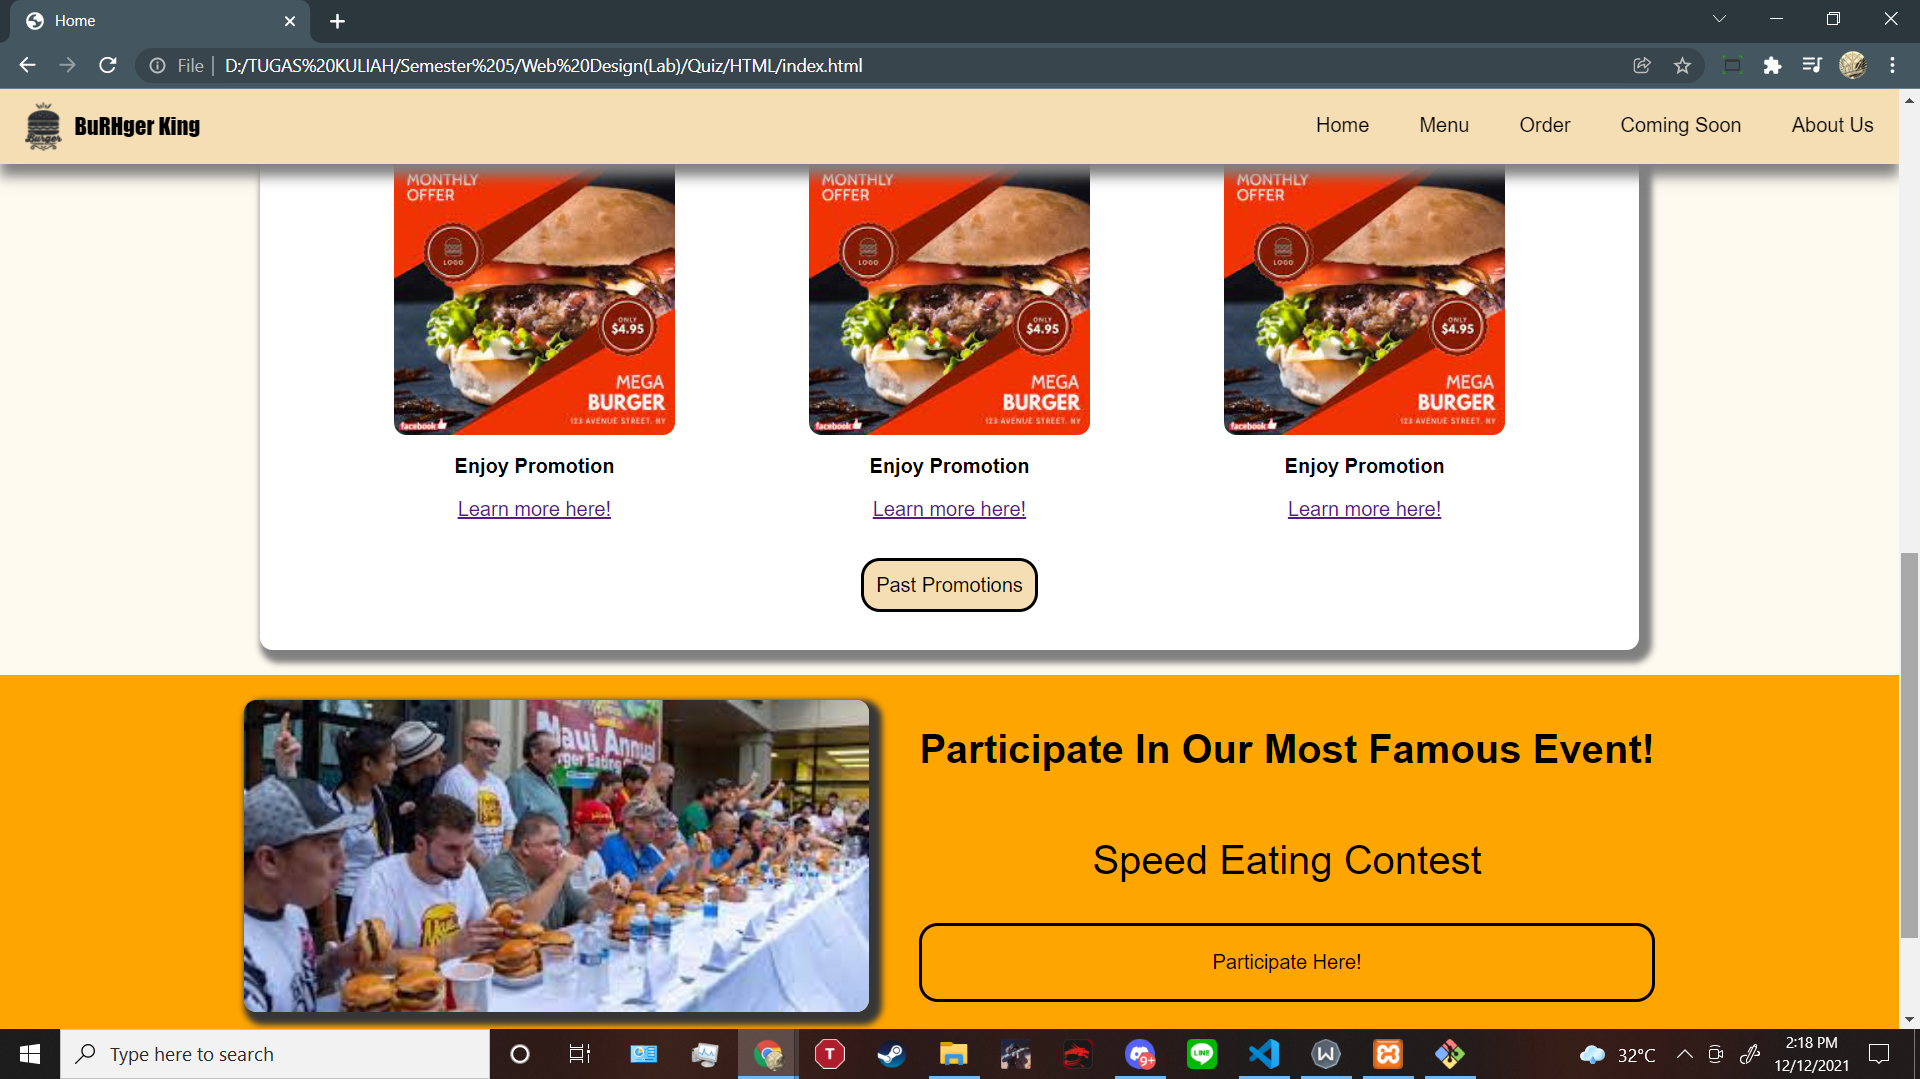 Home
File
D:/TUGAS%20KULIAH/Semester%205/Web%20Design(Lab)/Quiz/HTML/index.html
Burger
BuRHger King
Home
Menu
Order
Coming Soon
About Us
MONTHLY
OFFER
LOGO
ONLY
$4.95
MEGA
BURGER
facebook
123 AVENUE STREET, NY
MONTHLY
OFFER
LOGO
ONLY
$4.95
MEGA
BURGER
facebook
123 AVENUE STREET, NY
MONTHLY
OFFER
LOGO
ONLY
$4.95
MEGA
BURGER
facebook
123 AVENUE STREET, NY
Enjoy Promotion
Enjoy Promotion
Enjoy Promotion
Learn more here!
Learn more here!
Learn more here!
Past Promotions
Maui Annual
rger Eating
Participate In Our Most Famous Event!
Speed Eating Contest
Participate Here!
Type here to search
T
9+
LINE
W
32°C
2:18 PM
12/12/2021